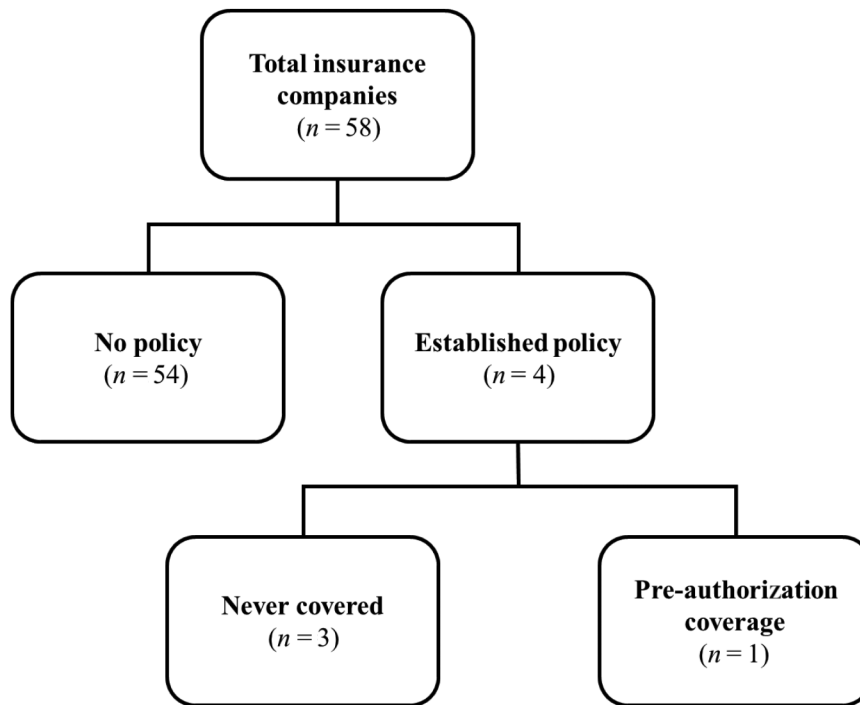 Total insurance
companies
(n = 58)
No policy
(n = 54)
Established policy
(n = 4)
Never covered
(n = 3)
Pre-authorization
coverage
(n = 1)